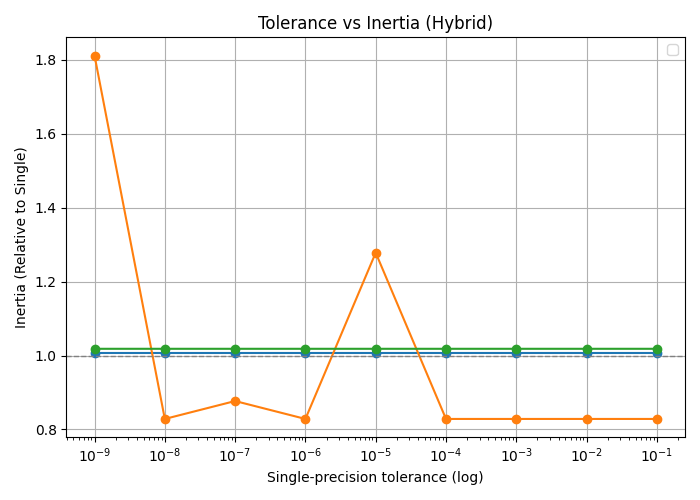 Tolerance vs Inertia (Hybrid)
Inertia (Relative to Single)
1.8
1.6
1.4
1.2
1.0
0.8
10⁻⁹ 10⁻⁸ 10⁻⁷ 10⁻⁶ 10⁻⁵ 10⁻⁴ 10⁻³ 10⁻² 10⁻¹
Single-precision tolerance (log)